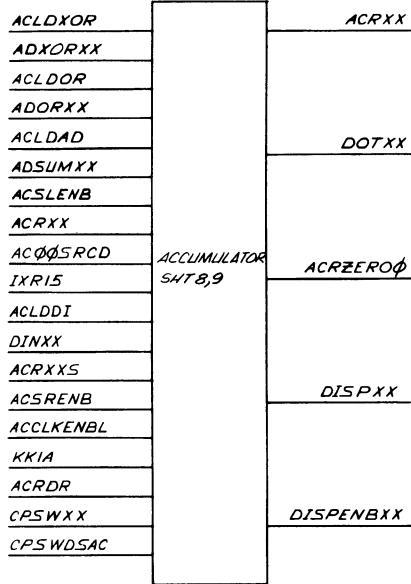 ACLDXOR
ADXORXX
ACLDOR
ADORXX
ACLDAD
ADSUMXX
ACSLENB
ACRXX
ACØØSRCD
IXR15
ACLDDI
DINXX
ACRXXS
ACSRENB
ACCLKENBL
KK1A
ACRDR
CPSWXX
CPSWDSAC
ACCUMULATOR
SHT 8,9
ACRXX
DOTXX
ACRZEROØ
DISPXX
DISPENBXX